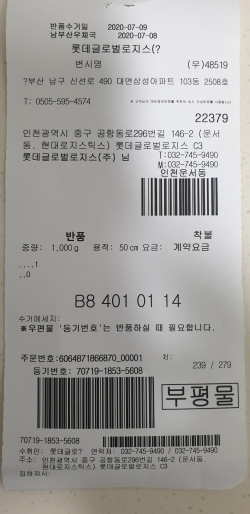 반품수거일 2020-07-09
남부산우체국 2020-07-08
롯데글로벌로지스(?
변시명 (우)48519
?부산 남구 신선로 490 대연삼성아파트 103동 2508호
T: 0505-595-4574
22379
인천광역시 중구 공항동로296번길 146-2 (운서
동, 현대로지스틱스) 롯데글로벌로지스 C3
롯데글로벌로지스(주) 님 T:032-745-9490
M:032-745-9490
인천운서동
반품 착불
중량: 1,000g 용적: 50cm 요금: 계약요금
....1
..0
B8 401 01 14
수거메세지:
※우편물 '등기번호'는 반품하실 때 필요합니다.
주문번호:6064871866870_00001 처:
239 / 279
등기번호: 70719-1853-5608
부평물
70719-1853-5608
수취인: 롯데글로? 연락처: 032-745-9490 / 032-745-9490
주소: 인천광역시 중구 공항동로296번길 146-2 (운서동,
현대로지스틱스) 롯데글로벌로지스 C3
집하지시: